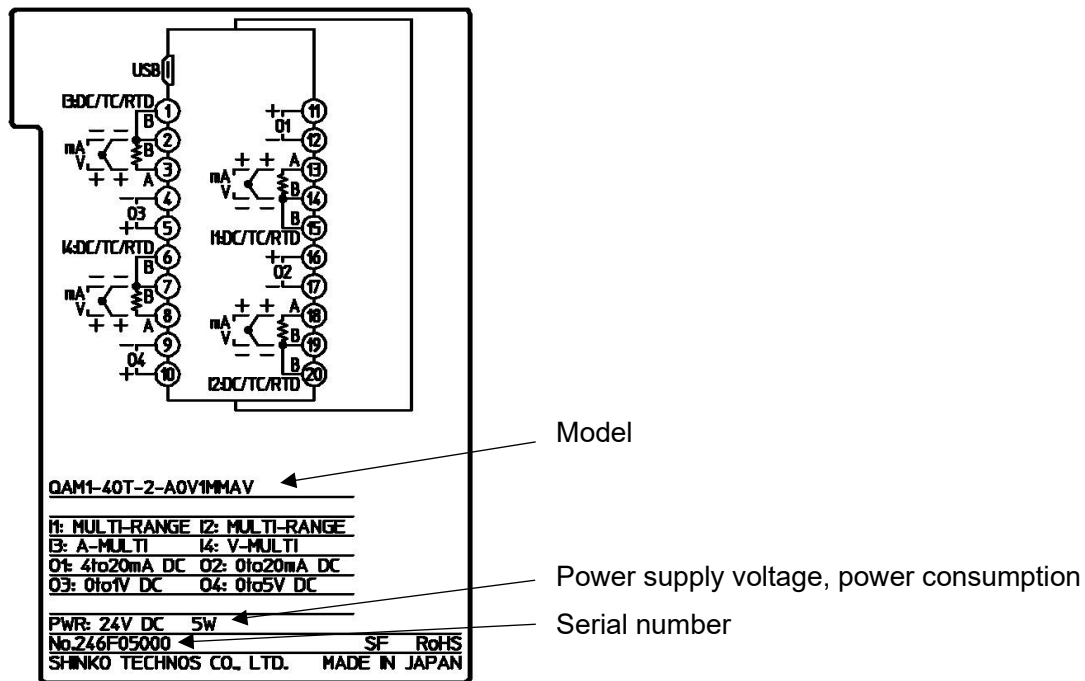 USB
I3:DC/TC/RTD
1
B
2
mA
V
B
3
A
4
O3
5
I4:DC/TC/RTD
6
B
7
mA
V
B
8
A
9
O4
10
11
O1
12
mA
V
A
13
B
14
B
15
I1:DC/TC/RTD
16
O2
17
mA
V
A
18
B
19
B
20
I2:DC/TC/RTD
Model
QAM1-40T-2-A0V1MMAV
I1: MULTI-RANGE I2: MULTI-RANGE
I3: A-MULTI I4: V-MULTI
O1: 4to20mA DC O2: 0to20mA DC
O3: 0to1V DC O4: 0to5V DC
Power supply voltage, power consumption
PWR: 24V DC 5W
Serial number
No.246F05000 SF RoHS
SHINKO TECHNOS CO., LTD. MADE IN JAPAN